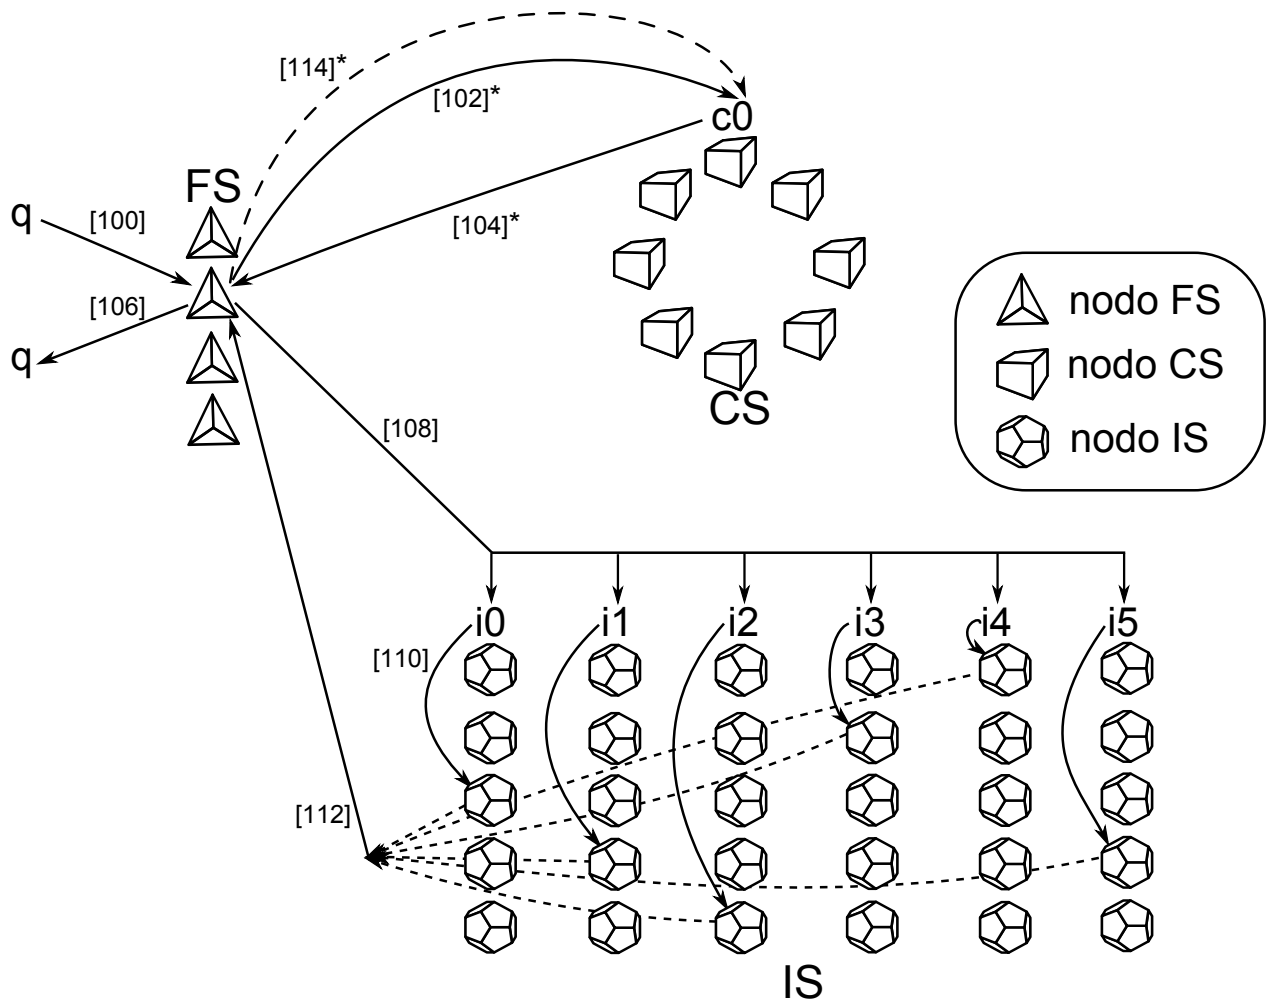 [114]*
[102]*
c0
FS
q
[100]
[104]*
[106]
q
nodo FS
nodo CS
nodo IS
CS
[108]
i0
i1
i2
i3
i4
i5
[110]
[112]
IS